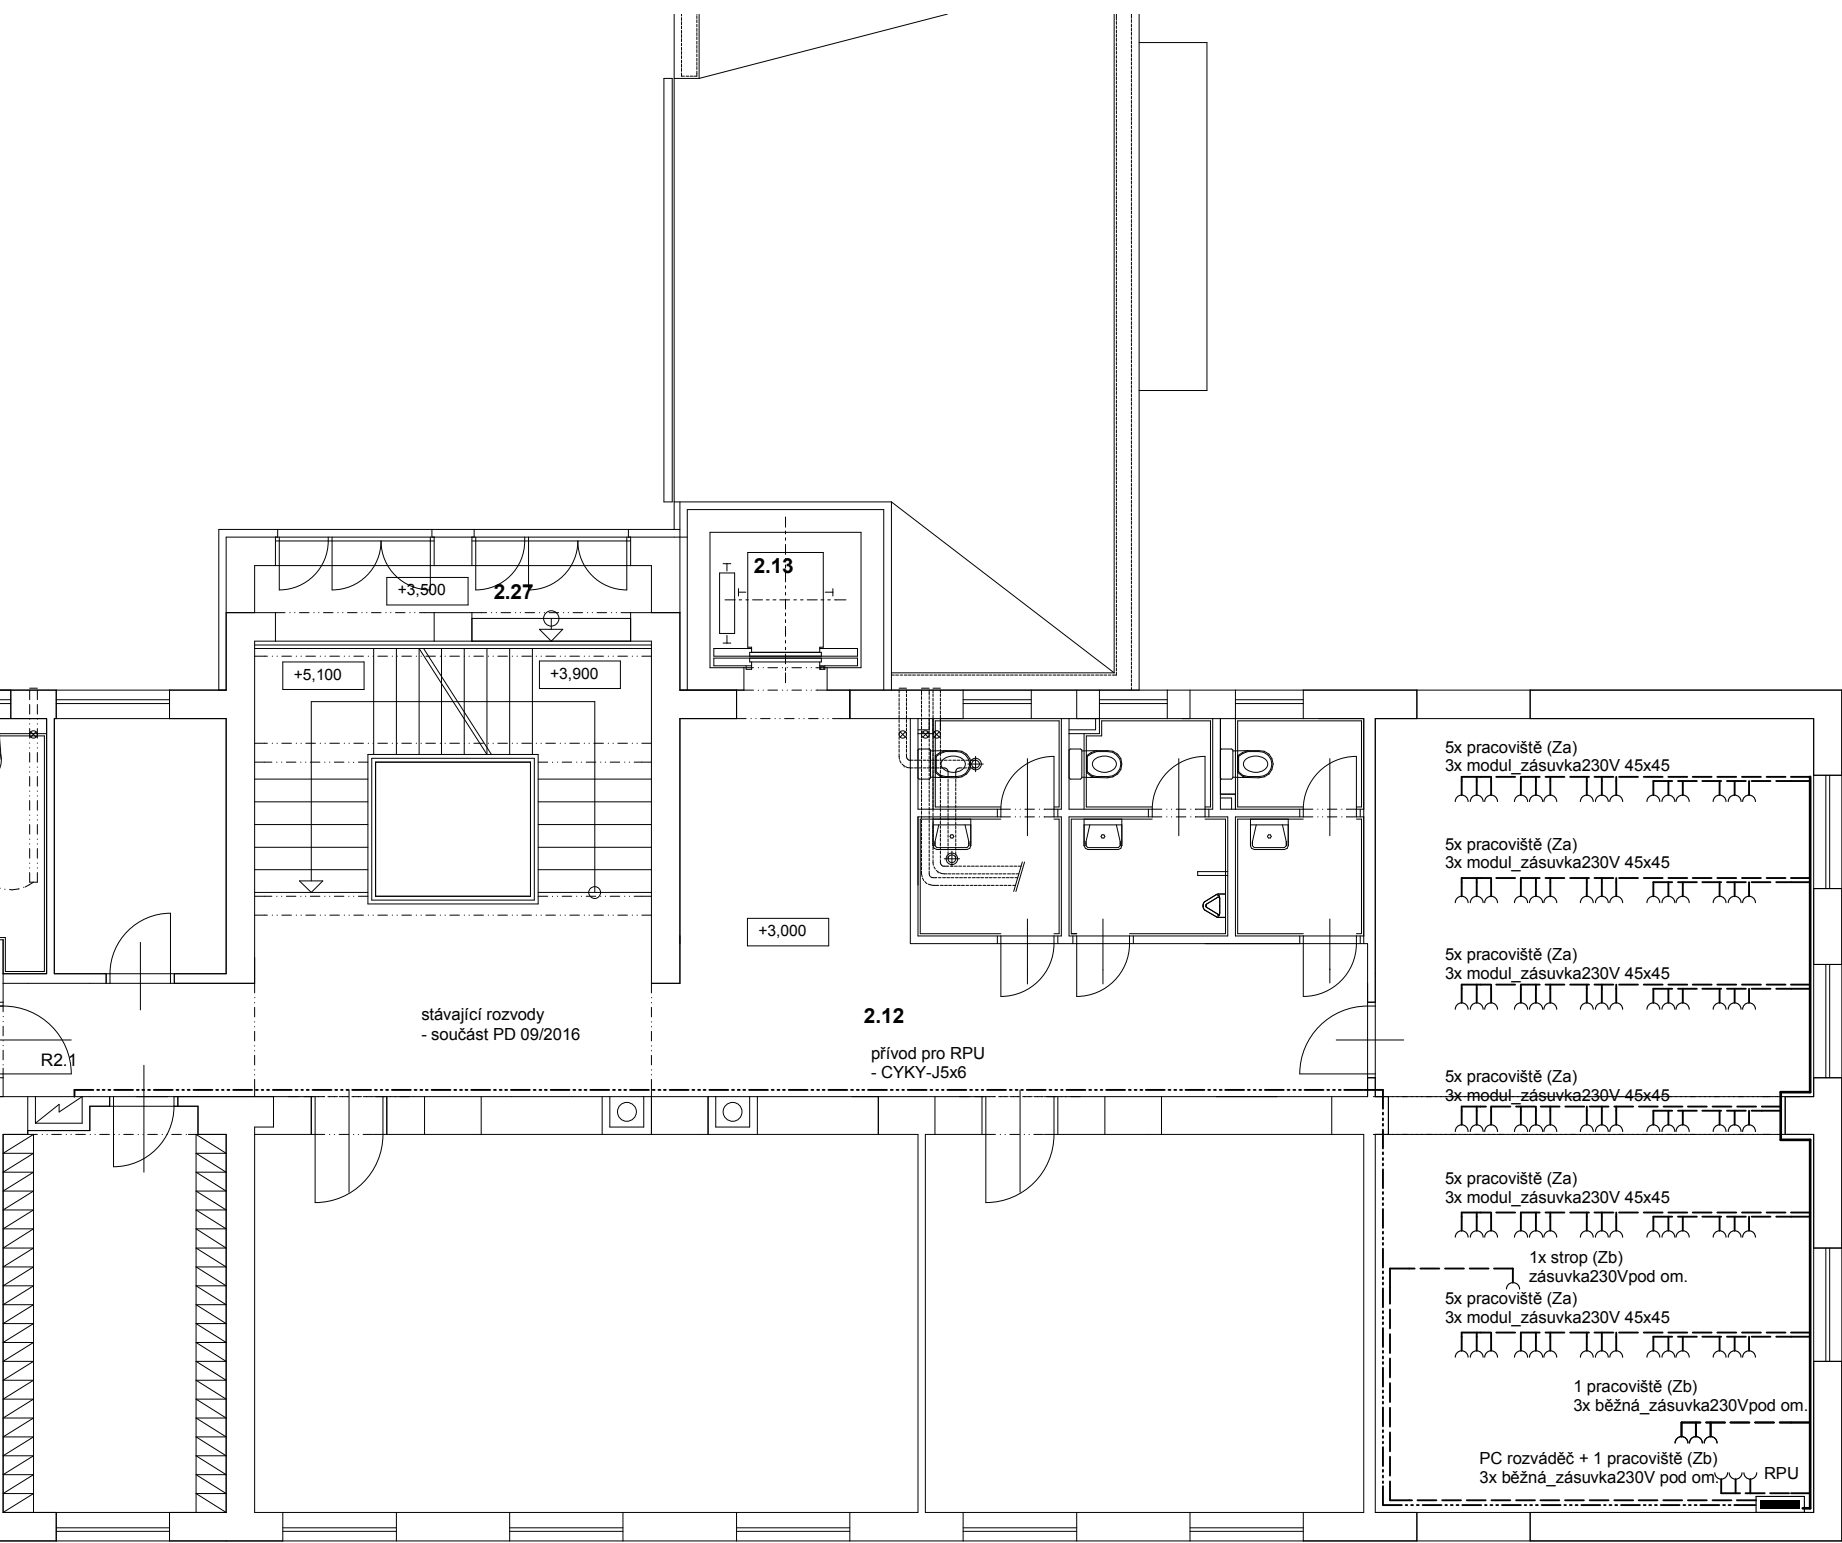 2.13
+3,500
2.27
+5,100
+3,900
5x pracoviště (Za)
3x modul_zásuvka230V 45x45
5x pracoviště (Za)
3x modul_zásuvka230V 45x45
+3,000
5x pracoviště (Za)
3x modul_zásuvka230V 45x45
stávající rozvody
- součást PD 09/2016
2.12
R2.1
přívod pro RPU
- CYKY-J5x6
5x pracoviště (Za)
3x modul_zásuvka230V 45x45
5x pracoviště (Za)
3x modul_zásuvka230V 45x45
1x strop (Zb)
zásuvka230Vpod om.
5x pracoviště (Za)
3x modul_zásuvka230V 45x45
1 pracoviště (Zb)
3x běžná_zásuvka230Vpod om.
PC rozváděč + 1 pracoviště (Zb)
3x běžná_zásuvka230V pod om.
RPU